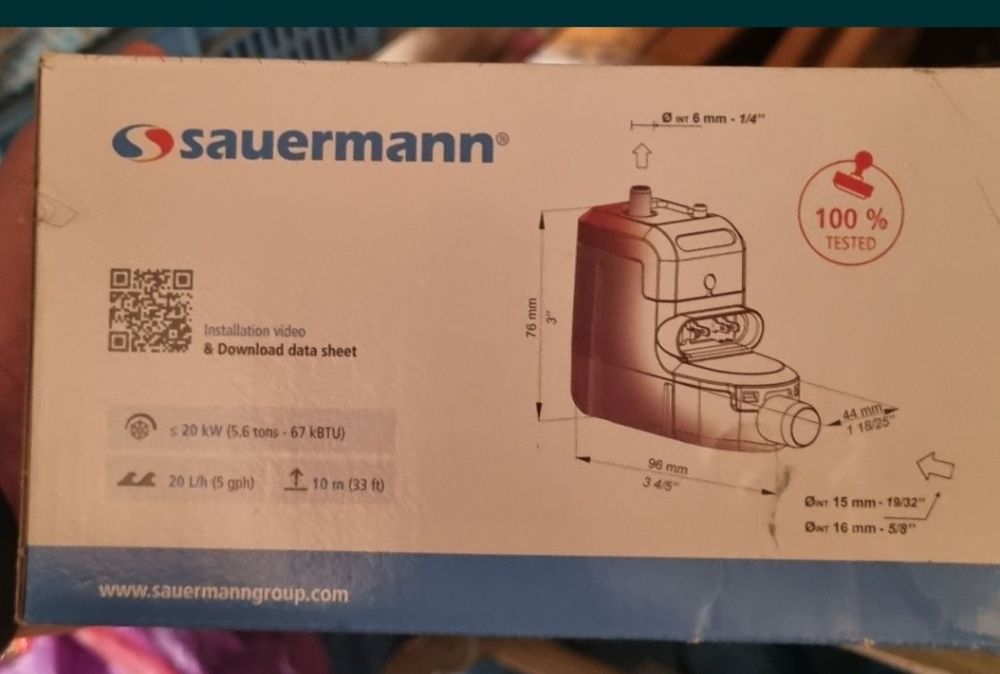 sauermann®
Ø INT 6 mm - 1/4"
100 %
TESTED
76 mm
3"
Installation video
& Download data sheet
44 mm
1 18/25"
≤ 20 kW (5.6 tons - 67 kBTU)
96 mm
3 4/5"
20 L/h (5 gph)
10 m (33 ft)
ØINT 15 mm - 19/32"
ØINT 16 mm - 5/8"
www.sauermanngroup.com